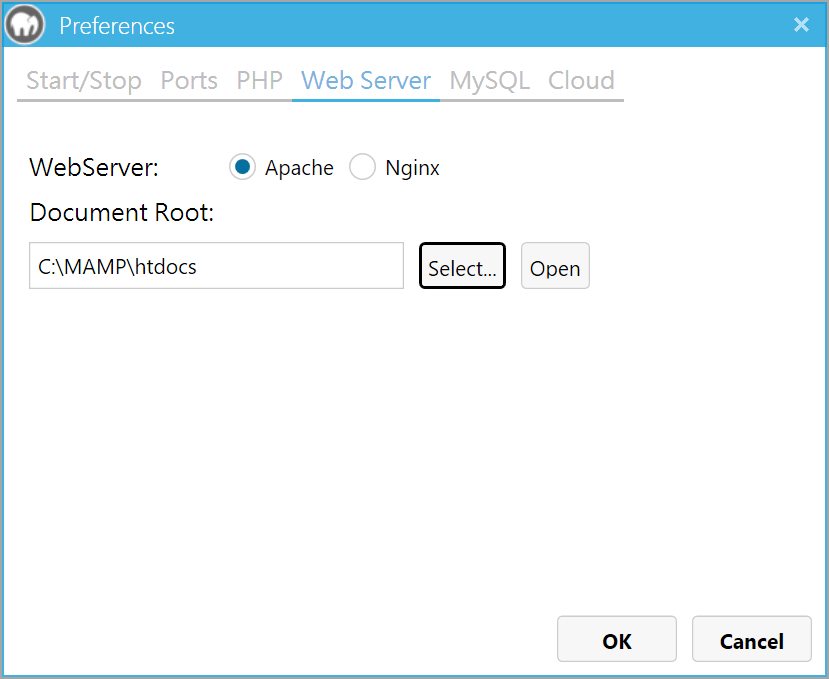 Preferences
Start/Stop Ports PHP Web Server MySQL Cloud
WebServer: Apache Nginx
Document Root:
C:\MAMP\htdocs Select... Open
OK Cancel